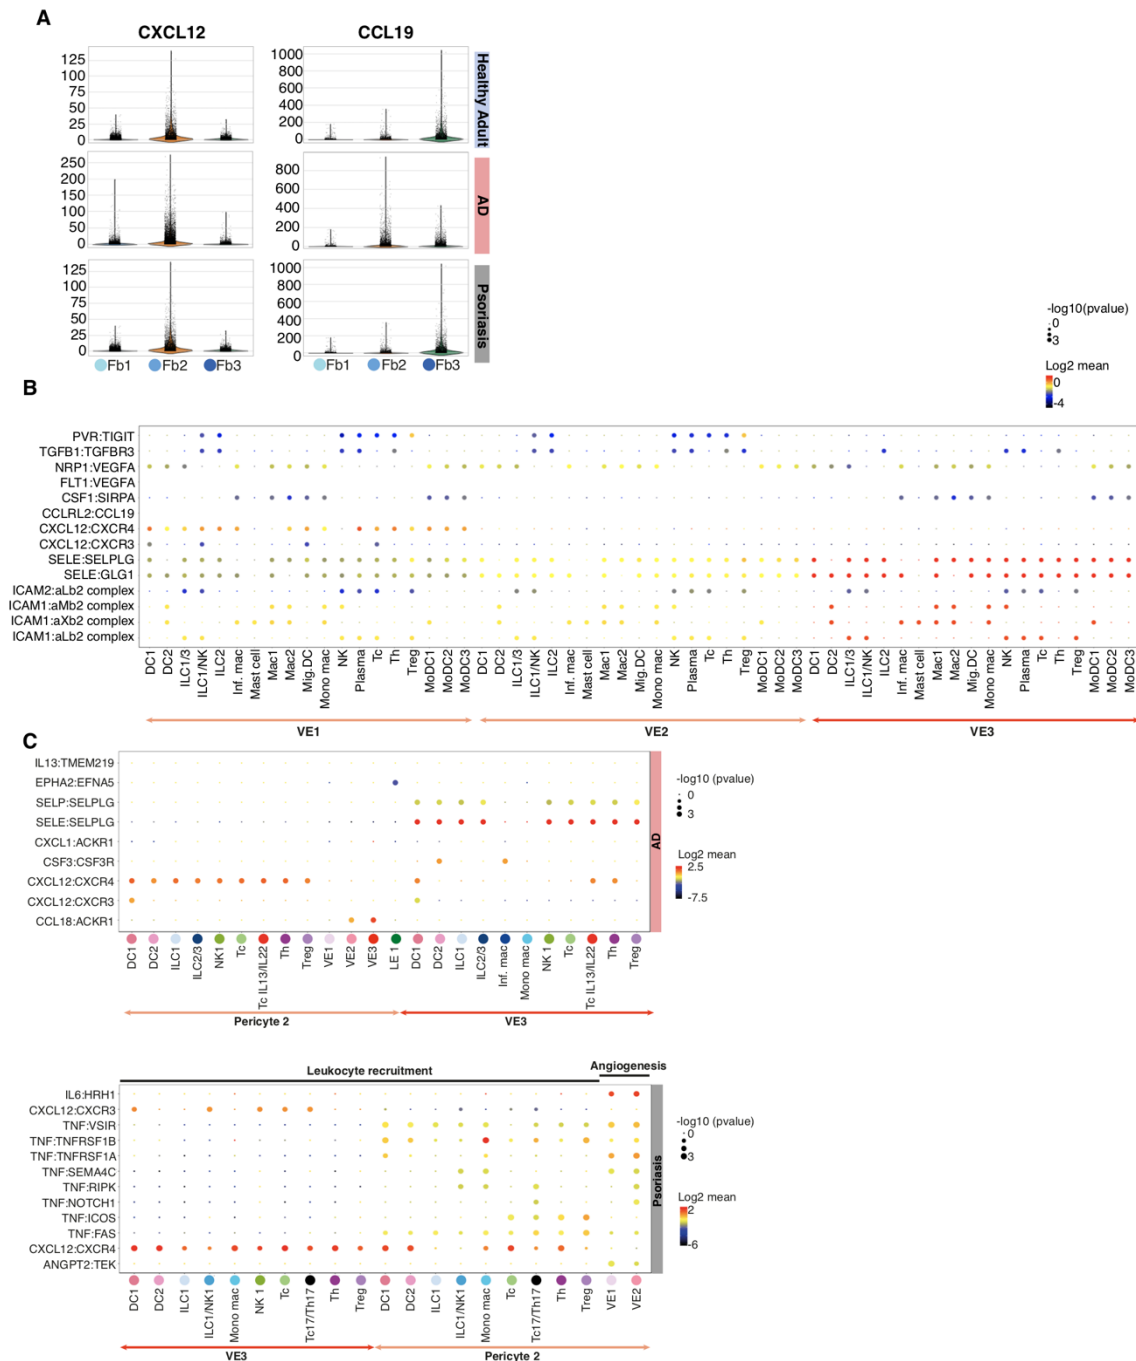 A
CXCL12
CCL19
125
100
75
50
25
0
1000
800
600
400
200
0
Healthy Adult
250
200
150
100
50
0
800
600
400
200
0
AD
125
100
75
50
25
0
1000
800
600
400
200
0
Psoriasis
Fb1 Fb2 Fb3
Fb1 Fb2 Fb3
-log10(pvalue)
0
3
Log2 mean
0
-4
B
PVR:TIGIT
TGFB1:TGFBR3
NRP1:VEGFA
FLT1:VEGFA
CSF1:SIRPA
CCLRL2:CCL19
CXCL12:CXCR4
CXCL12:CXCR3
SELE:SELPLG
SELE:GLG1
ICAM2:aLb2 complex
ICAM1:aMb2 complex
ICAM1:aXb2 complex
ICAM1:aLb2 complex
DC1 DC2 ILC1/3 ILC1/NK ILC2 Inf. mac Mast cell Mac1 Mac2 Mig.DC Mono mac NK Plasma Tc Th Treg MoDC1 MoDC2 MoDC3
DC1 DC2 ILC1/3 ILC1/NK ILC2 Inf. mac Mast cell Mac1 Mac2 Mig.DC Mono mac NK Plasma Tc Th Treg MoDC1 MoDC2 MoDC3
DC1 DC2 ILC1/3 ILC1/NK ILC2 Inf. mac Mast cell Mac1 Mac2 Mig.DC Mono mac NK Plasma Tc Th Treg MoDC1 MoDC2 MoDC3
VE1 VE2 VE3
C
IL13:TMEM219
EPHA2:EFNA5
SELP:SELPLG
SELE:SELPLG
CXCL1:ACKR1
CSF3:CSF3R
CXCL12:CXCR4
CXCL12:CXCR3
CCL18:ACKR1
AD
-log10 (pvalue)
0
3
Log2 mean
2.5
-7.5
DC1 DC2 ILC1 ILC2/3 NK1 Tc Tc IL13/IL22 Th Treg VE1 VE2 VE3 LE 1
DC1 DC2 ILC1 ILC2/3 Inf. mac Mono mac NK 1 Tc Tc IL13/IL22 Th Treg
Pericyte 2 VE3
Leukocyte recruitment
Angiogenesis
IL6:HRH1
CXCL12:CXCR3
TNF:VSIR
TNF:TNFRSF1B
TNF:TNFRSF1A
TNF:SEMA4C
TNF:RIPK
TNF:NOTCH1
TNF:ICOS
TNF:FAS
CXCL12:CXCR4
ANGPT2:TEK
Psoriasis
-log10 (pvalue)
0
3
Log2 mean
2
-6
DC1 DC2 ILC1 ILC1/NK1 Mono mac NK 1 Tc Tc17/Th17 Th Treg
DC1 DC2 ILC1 ILC1/NK1 Mono mac Tc Tc17/Th17 Th Treg VE1 VE2
VE3 Pericyte 2